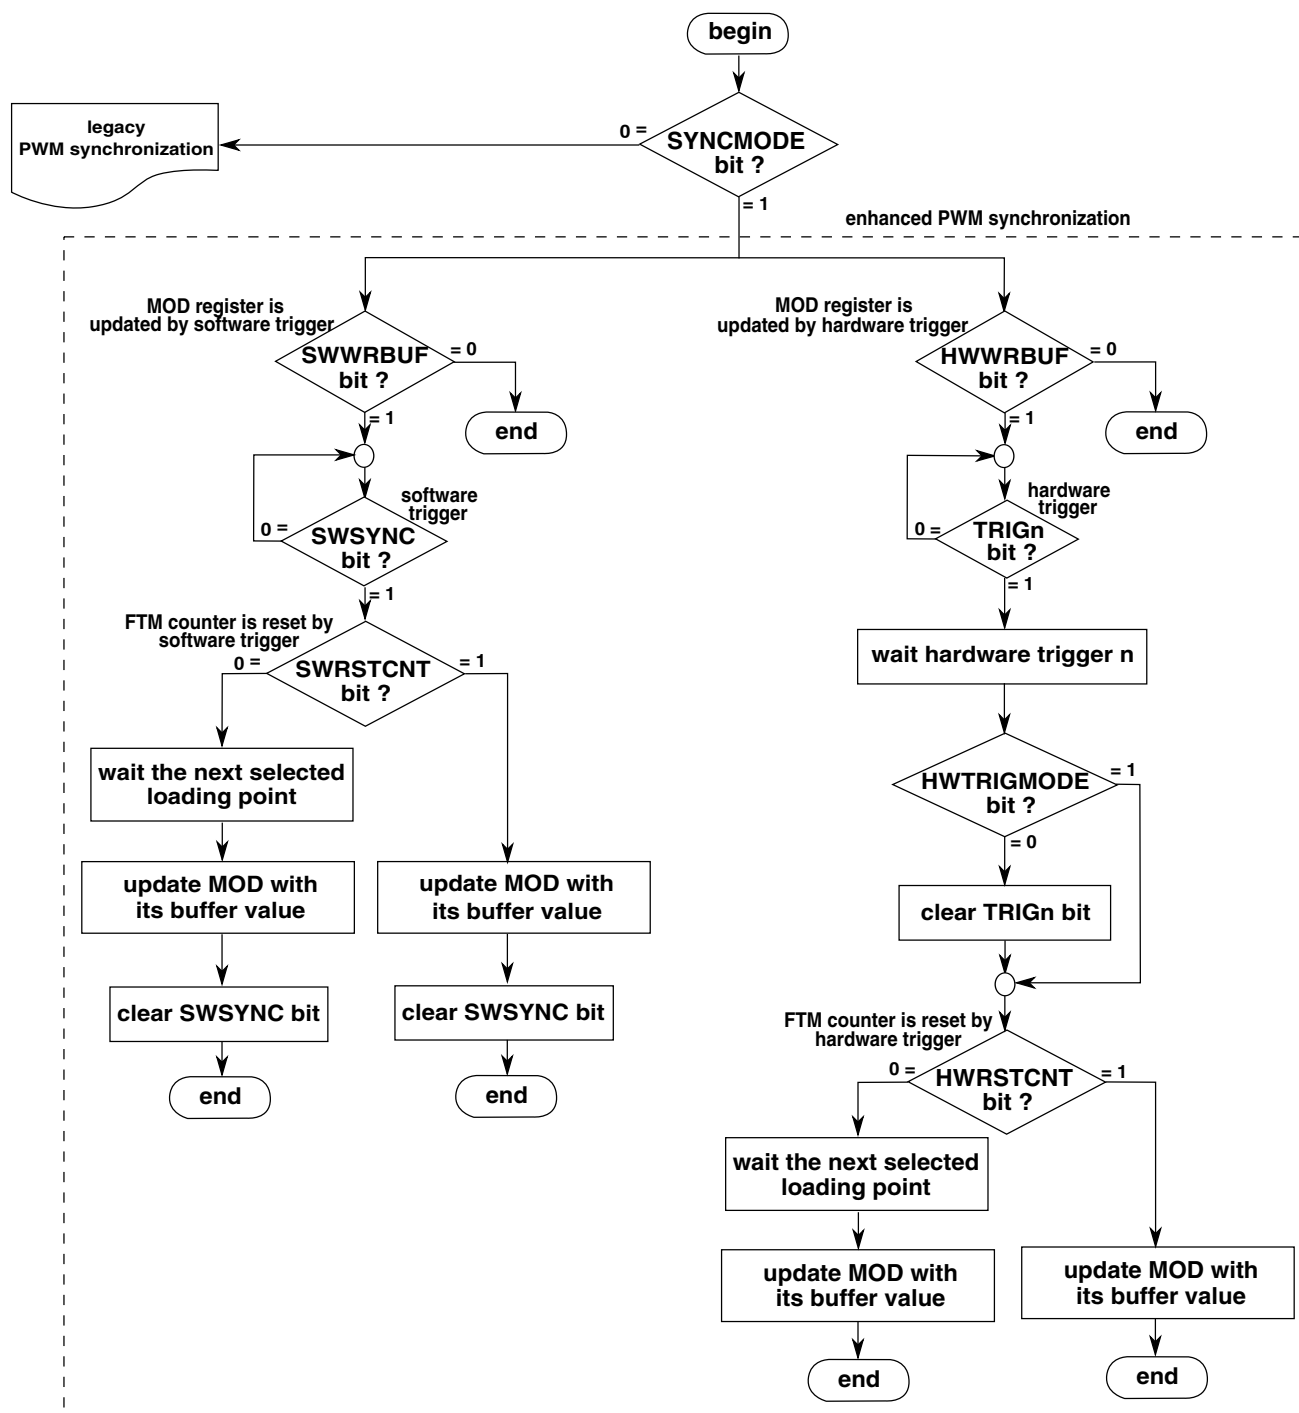 begin
legacy
PWM synchronization
0 =
SYNCMODE
bit ?
= 1
enhanced PWM synchronization
MOD register is
updated by software trigger
SWWRBUF
bit ?
= 0
= 1
end
software
trigger
0 =
SWSYNC
bit ?
= 1
FTM counter is reset by
software trigger
0 =
SWRSTCNT
bit ?
= 1
wait the next selected
loading point
update MOD with
its buffer value
clear SWSYNC bit
end
update MOD with
its buffer value
clear SWSYNC bit
end
MOD register is
updated by hardware trigger
HWWRBUF
bit ?
= 0
= 1
end
hardware
trigger
0 =
TRIGn
bit ?
= 1
wait hardware trigger n
HWTRIGMODE
bit ?
= 1
= 0
clear TRIGn bit
FTM counter is reset by
hardware trigger
0 =
HWRSTCNT
bit ?
= 1
wait the next selected
loading point
update MOD with
its buffer value
end
update MOD with
its buffer value
end